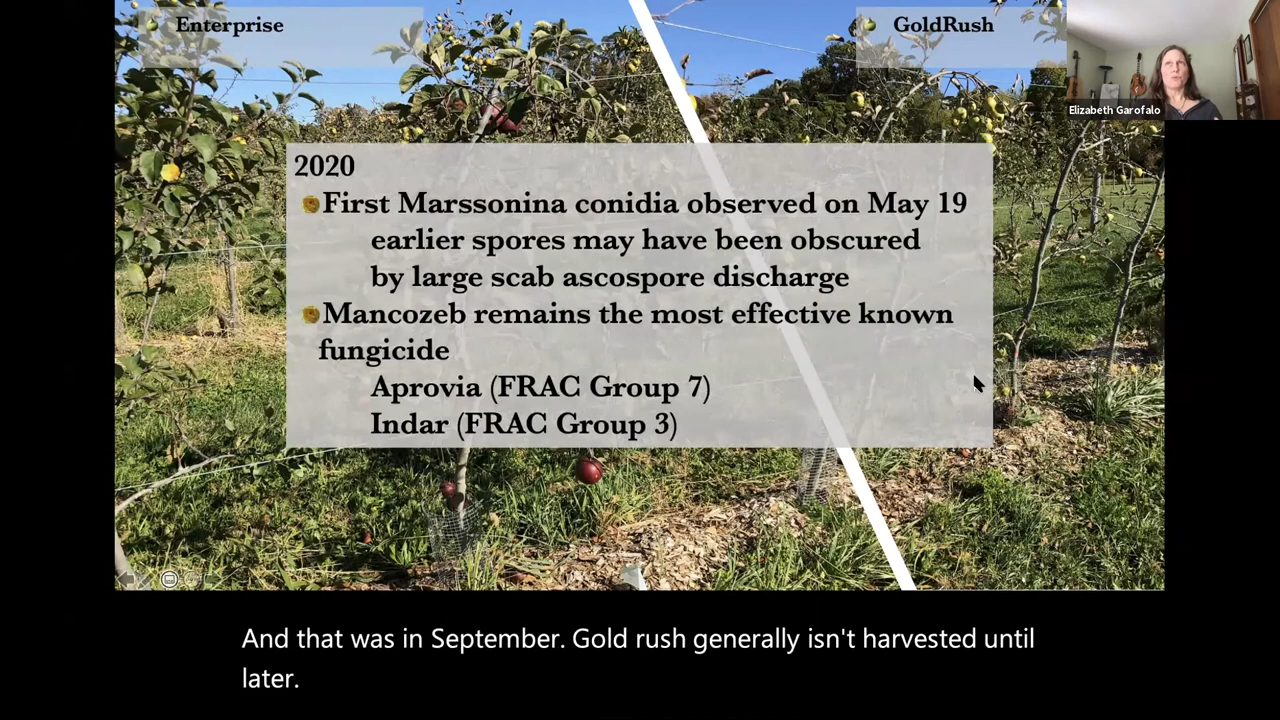 Enterprise
GoldRush
Elizabeth Garofalo
2020
First Marssonina conidia observed on May 19
earlier spores may have been obscured
by large scab ascospore discharge
Mancozeb remains the most effective known
fungicide
Aprovia (FRAC Group 7)
Indar (FRAC Group 3)
And that was in September. Gold rush generally isn't harvested until
later.